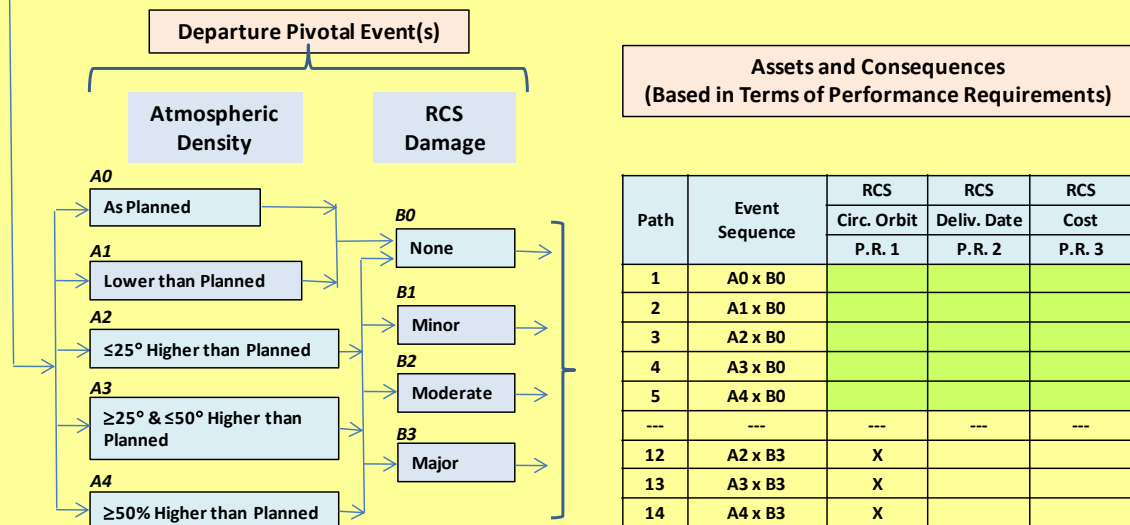 Departure Pivotal Event(s)
Atmospheric
Density
RCS
Damage
A0
As Planned
A1
Lower than Planned
A2
≤25° Higher than Planned
A3
≥25° & ≤50° Higher than
Planned
A4
≥50% Higher than Planned
B0
None
B1
Minor
B2
Moderate
B3
Major
Assets and Consequences
(Based in Terms of Performance Requirements)
Path Event Sequence RCS RCS RCS
Circ. Orbit Deliv. Date Cost
P.R. 1 P.R. 2 P.R. 3
1 A0 x B0
2 A1 x B0
3 A2 x B0
4 A3 x B0
5 A4 x B0
--- --- --- --- ---
12 A2 x B3 X
13 A3 x B3 X
14 A4 x B3 X